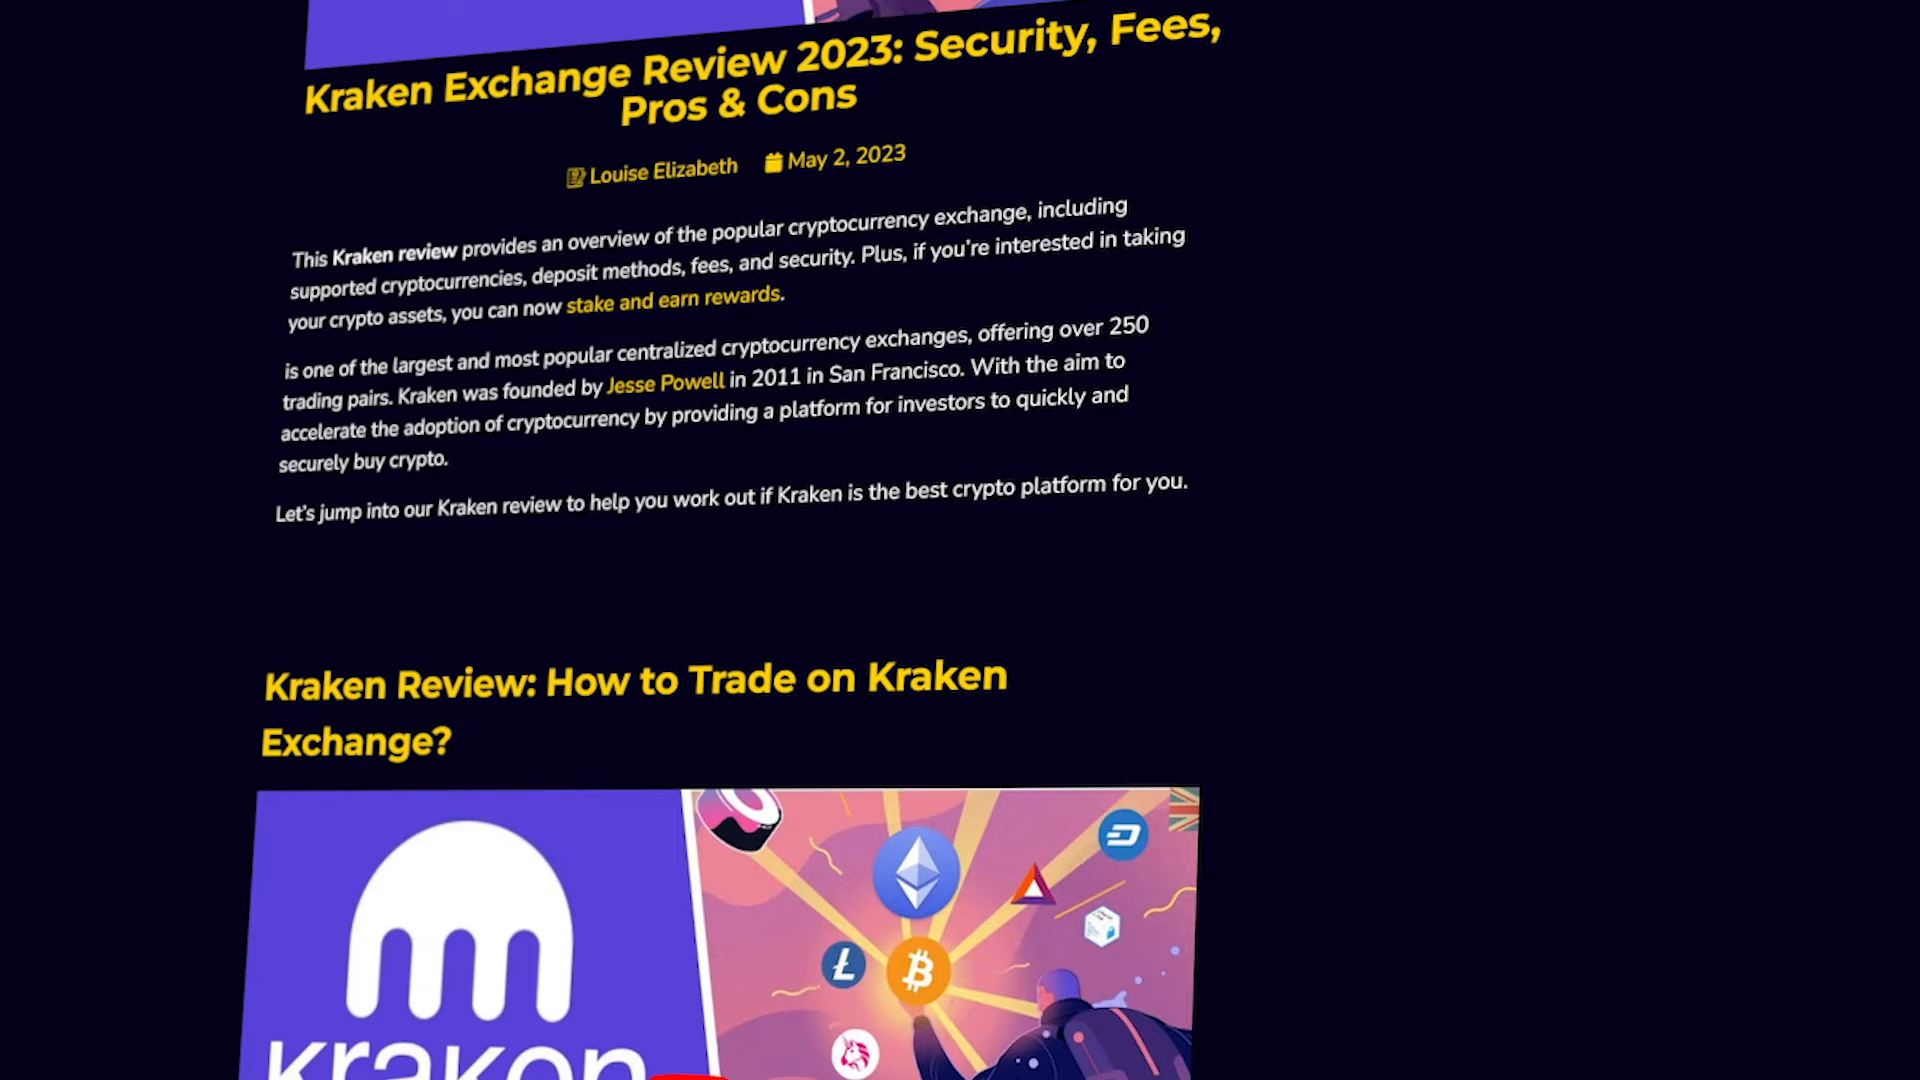 Kraken Exchange Review 2023: Security, Fees,
Pros & Cons
Louise Elizabeth May 2, 2023
This Kraken review provides an overview of the popular cryptocurrency exchange, including
supported cryptocurrencies, deposit methods, fees, and security. Plus, if you're interested in taking
your crypto assets, you can now stake and earn rewards.
is one of the largest and most popular centralized cryptocurrency exchanges, offering over 250
trading pairs. Kraken was founded by Jesse Powell in 2011 in San Francisco. With the aim to
accelerate the adoption of cryptocurrency by providing a platform for investors to quickly and
securely buy crypto.
Let's jump into our Kraken review to help you work out if Kraken is the best crypto platform for you.
Kraken Review: How to Trade on Kraken
Exchange?
kraken